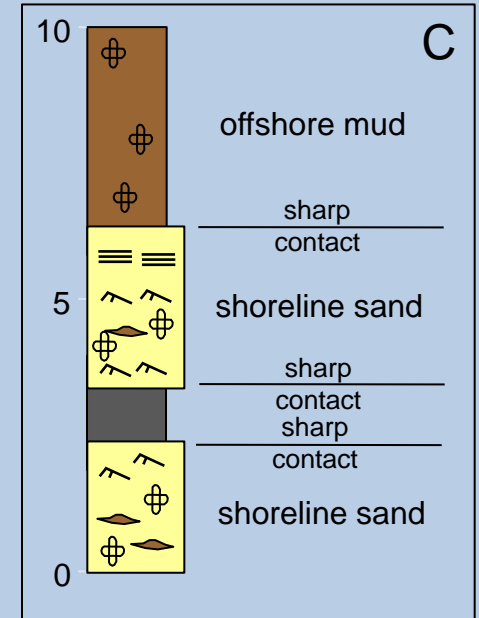 10
C
offshore mud
sharp
contact
5
shoreline sand
sharp
contact
sharp
contact
shoreline sand
0